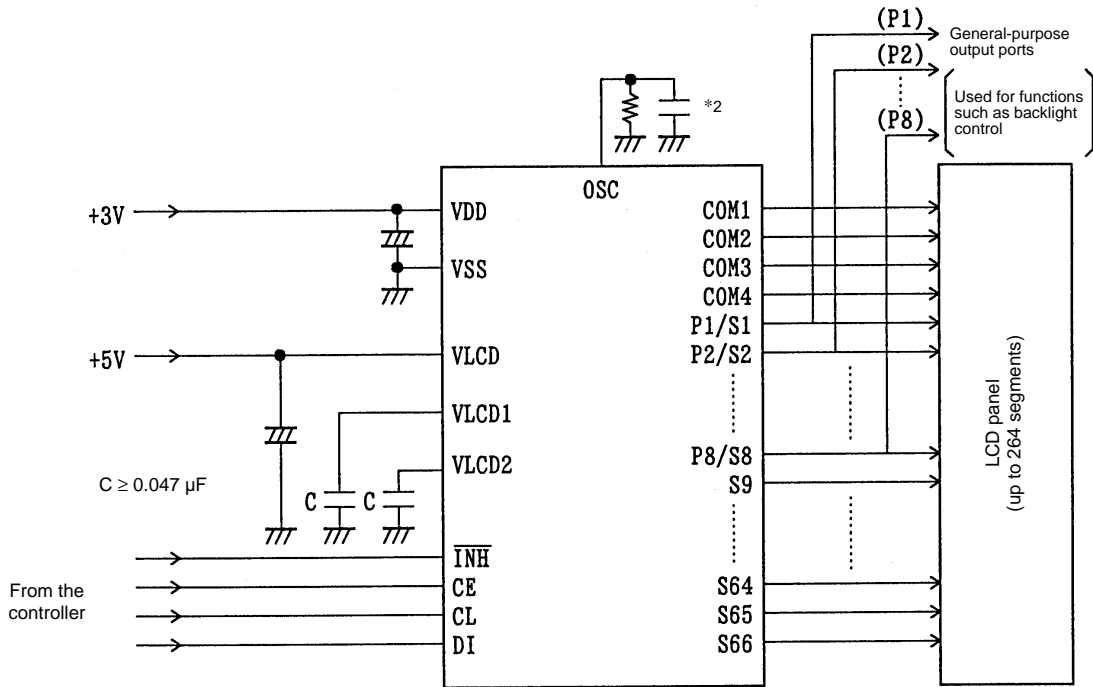 (P1)
General-purpose
output ports
(P2)
(P8)
Used for functions
such as backlight
control
*2
OSC
+3V
VDD
VSS
+5V
VLCD
VLCD1
VLCD2
C ≥ 0.047 µF
C
C
From the
controller
I̅N̅H̅
CE
CL
DI
COM1
COM2
COM3
COM4
P1/S1
P2/S2
P8/S8
S9
S64
S65
S66
LCD panel
(up to 264 segments)